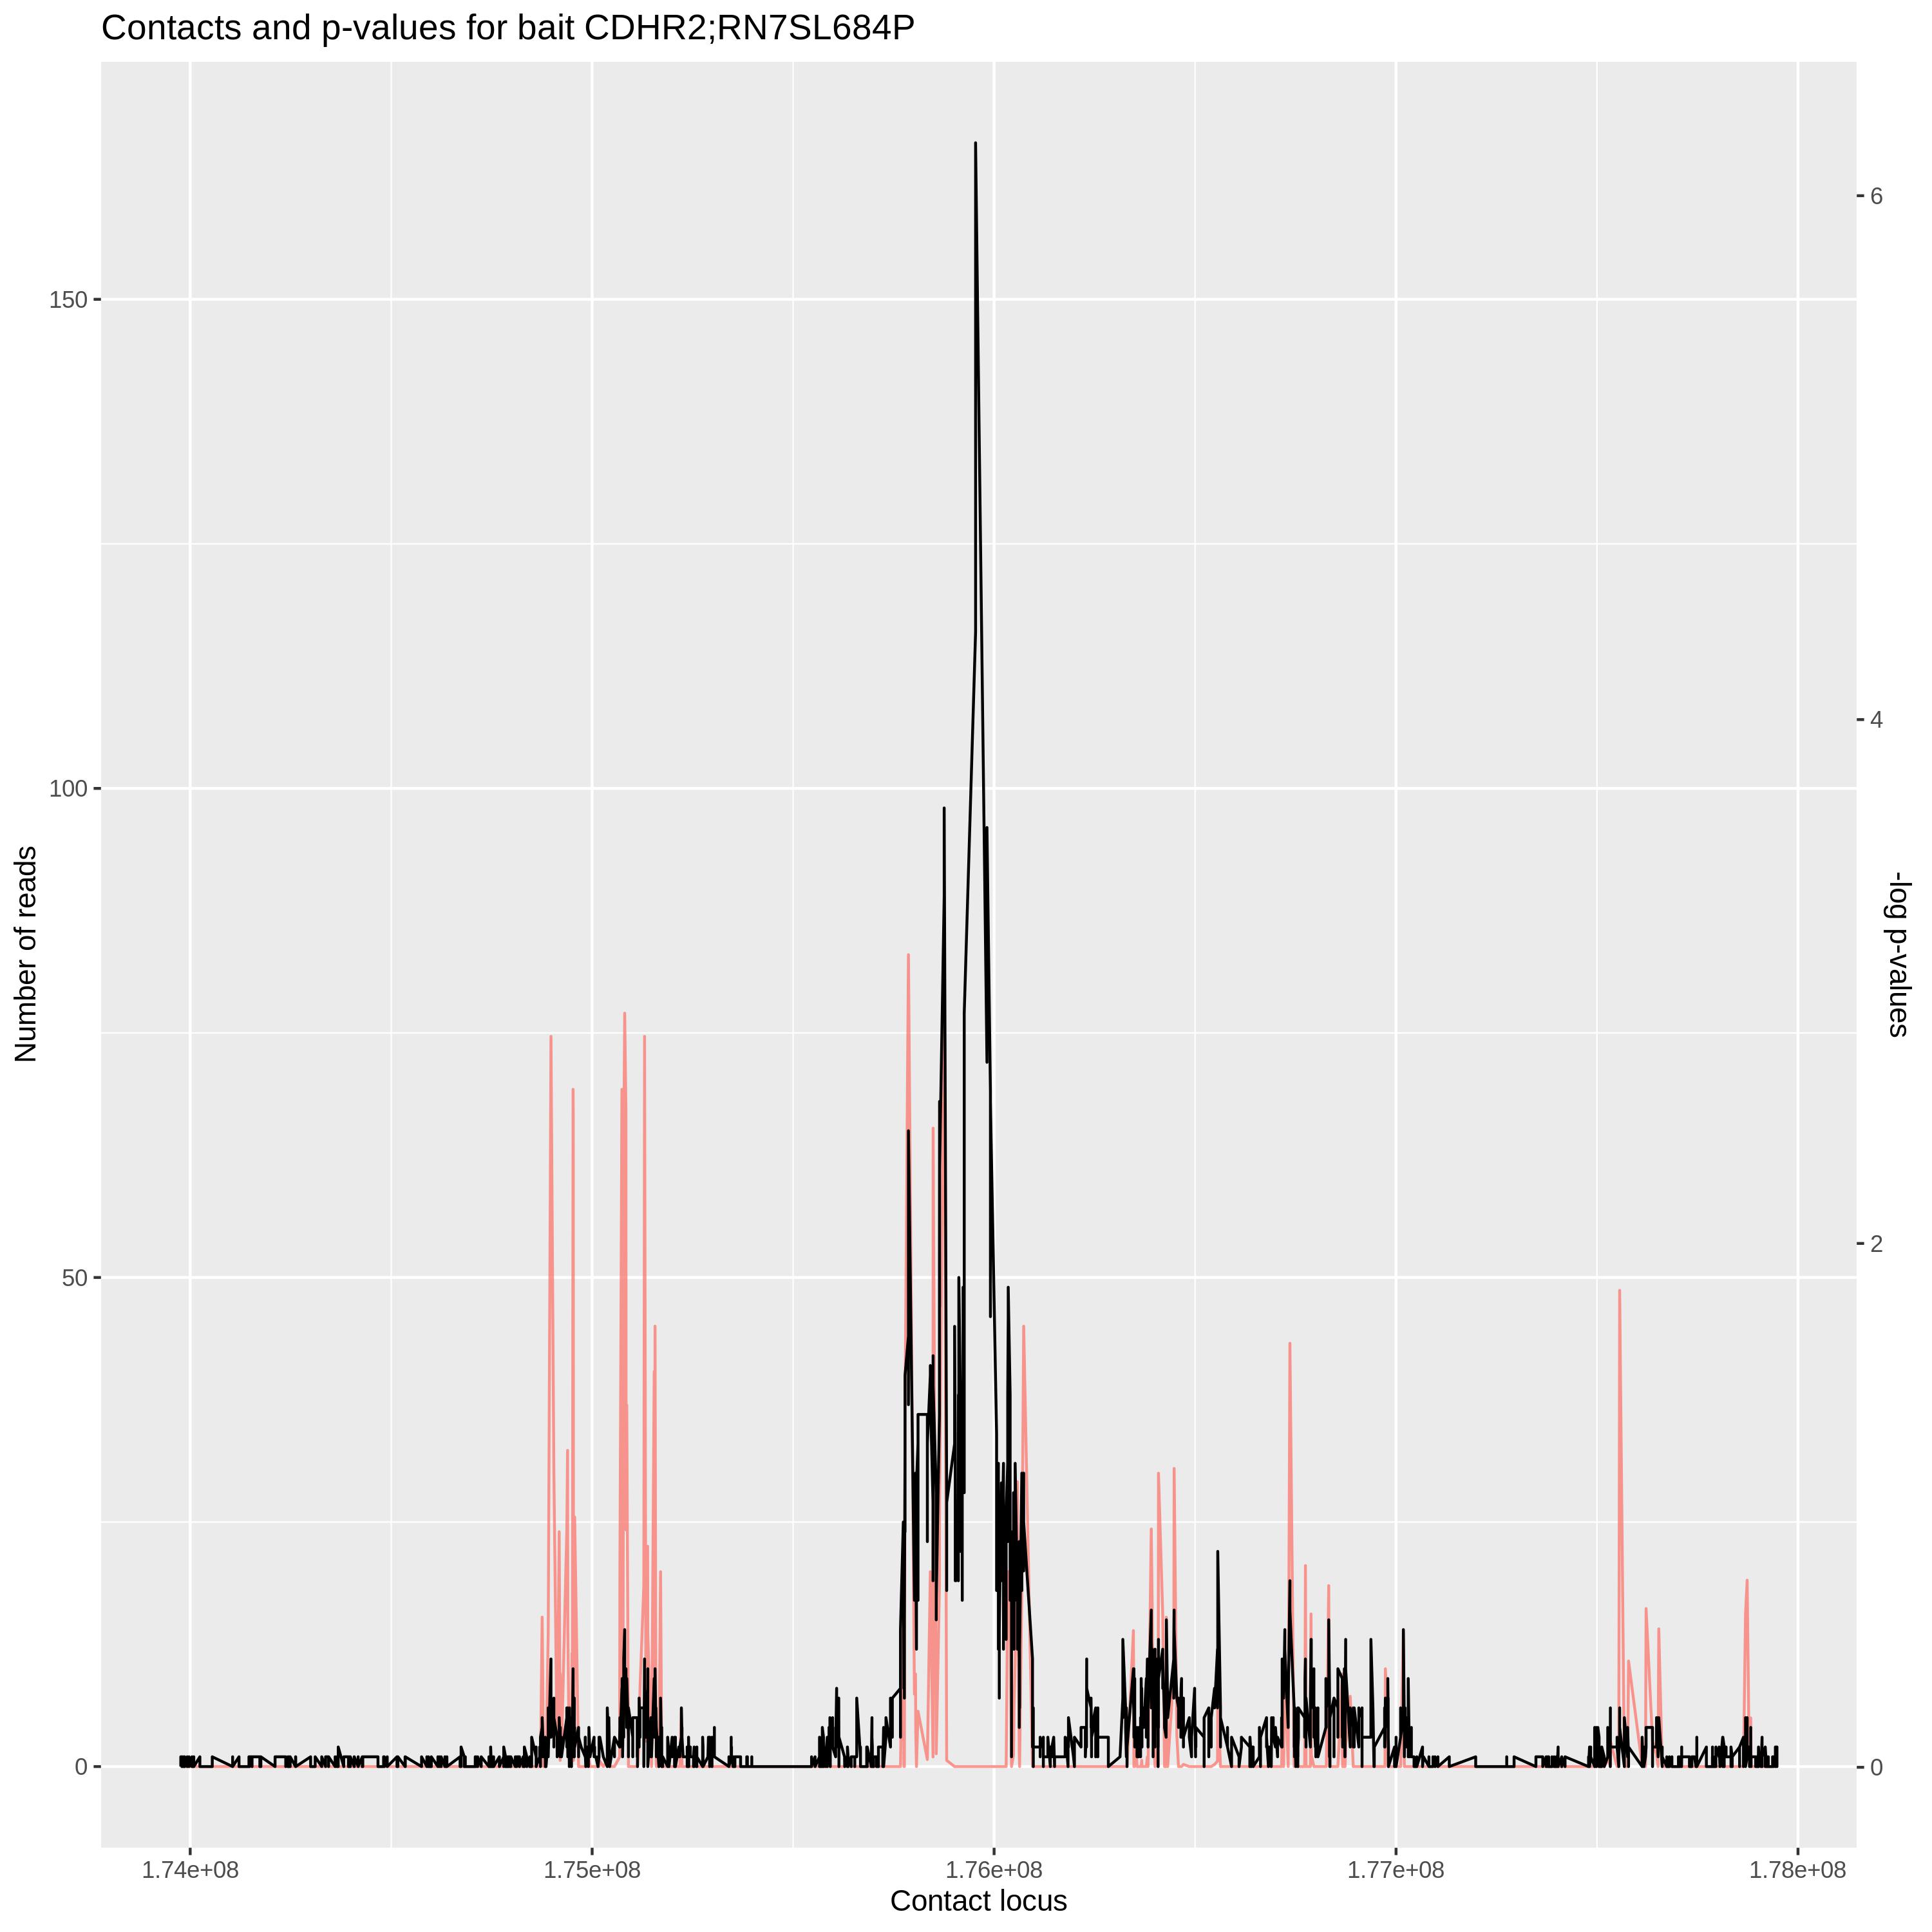 Contacts and p-values for bait CDHR2;RN7SL684P
Number of reads
150
100
50
0
6
4
2
0
-log p-values
1.74e+08
1.75e+08
1.76e+08
1.77e+08
1.78e+08
Contact locus